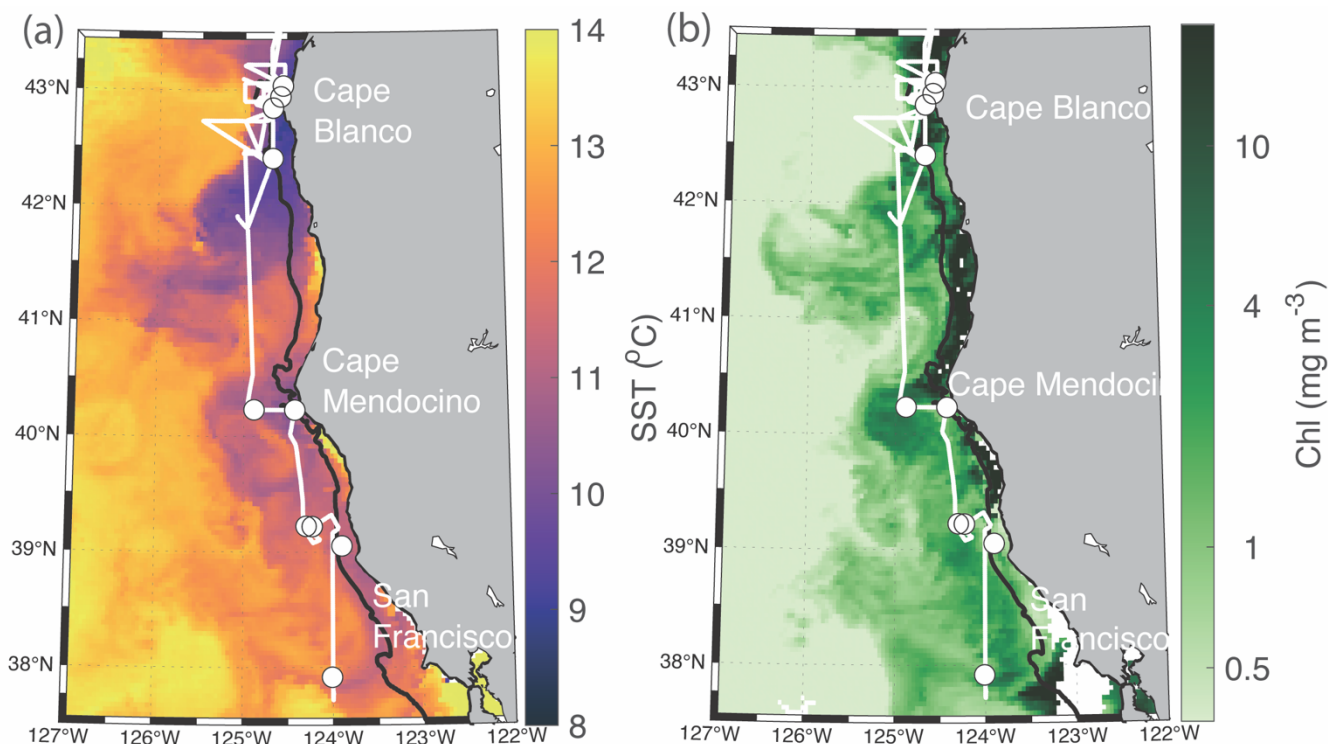 (a)
Cape
Blanco
Cape
Mendocino
San
Francisco
43°N
42°N
41°N
40°N
39°N
38°N
127°W
126°W
125°W
124°W
123°W
122°W
14
13
12
11
10
9
8
SST (ºC)
(b)
Cape Blanco
Cape Mendoci
San
Francisco
43°N
42°N
41°N
40°N
39°N
38°N
127°W
126°W
125°W
124°W
123°W
122°W
10
4
1
0.5
Chl (mg m⁻³)